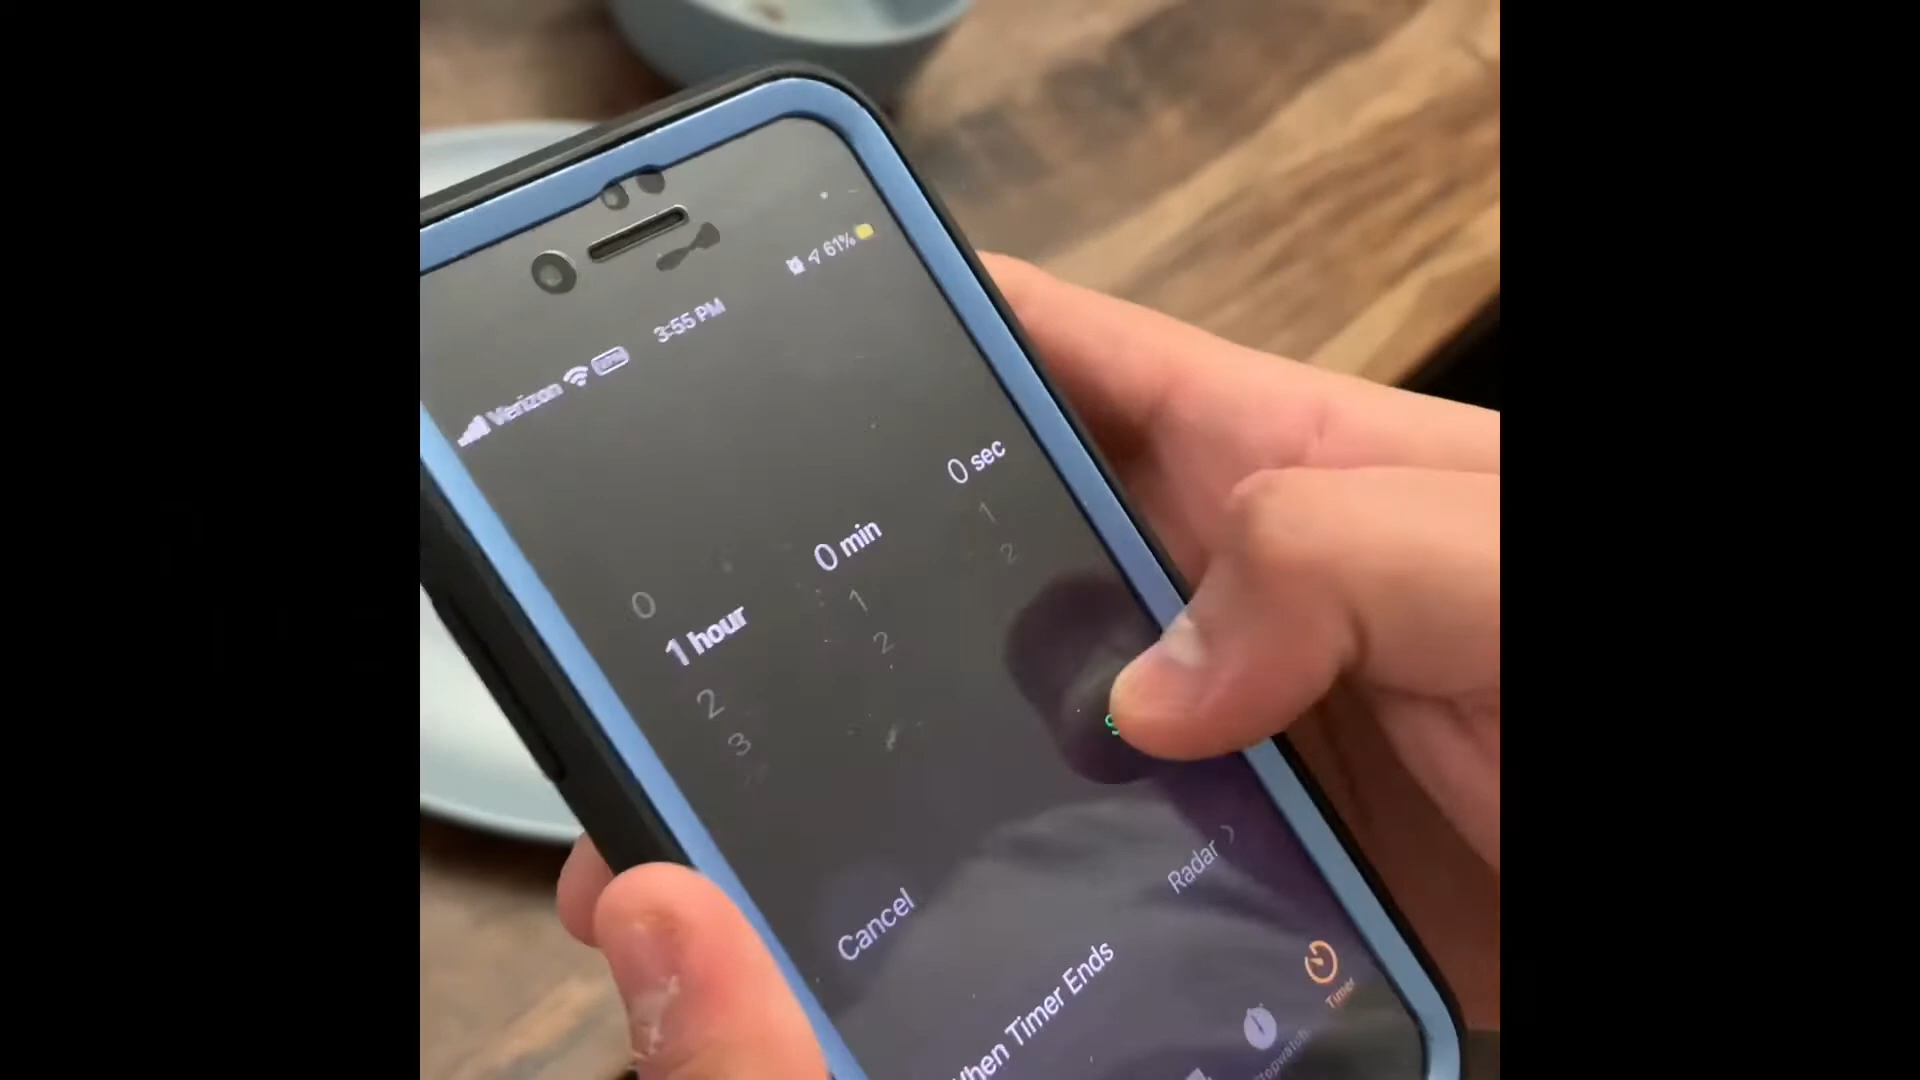 Verizon 3:55 PM 61%
0
1 hour 0 min 0 sec
2 1 1
3 2 2
Cancel
When Timer Ends Radar
Stopwatch Timer